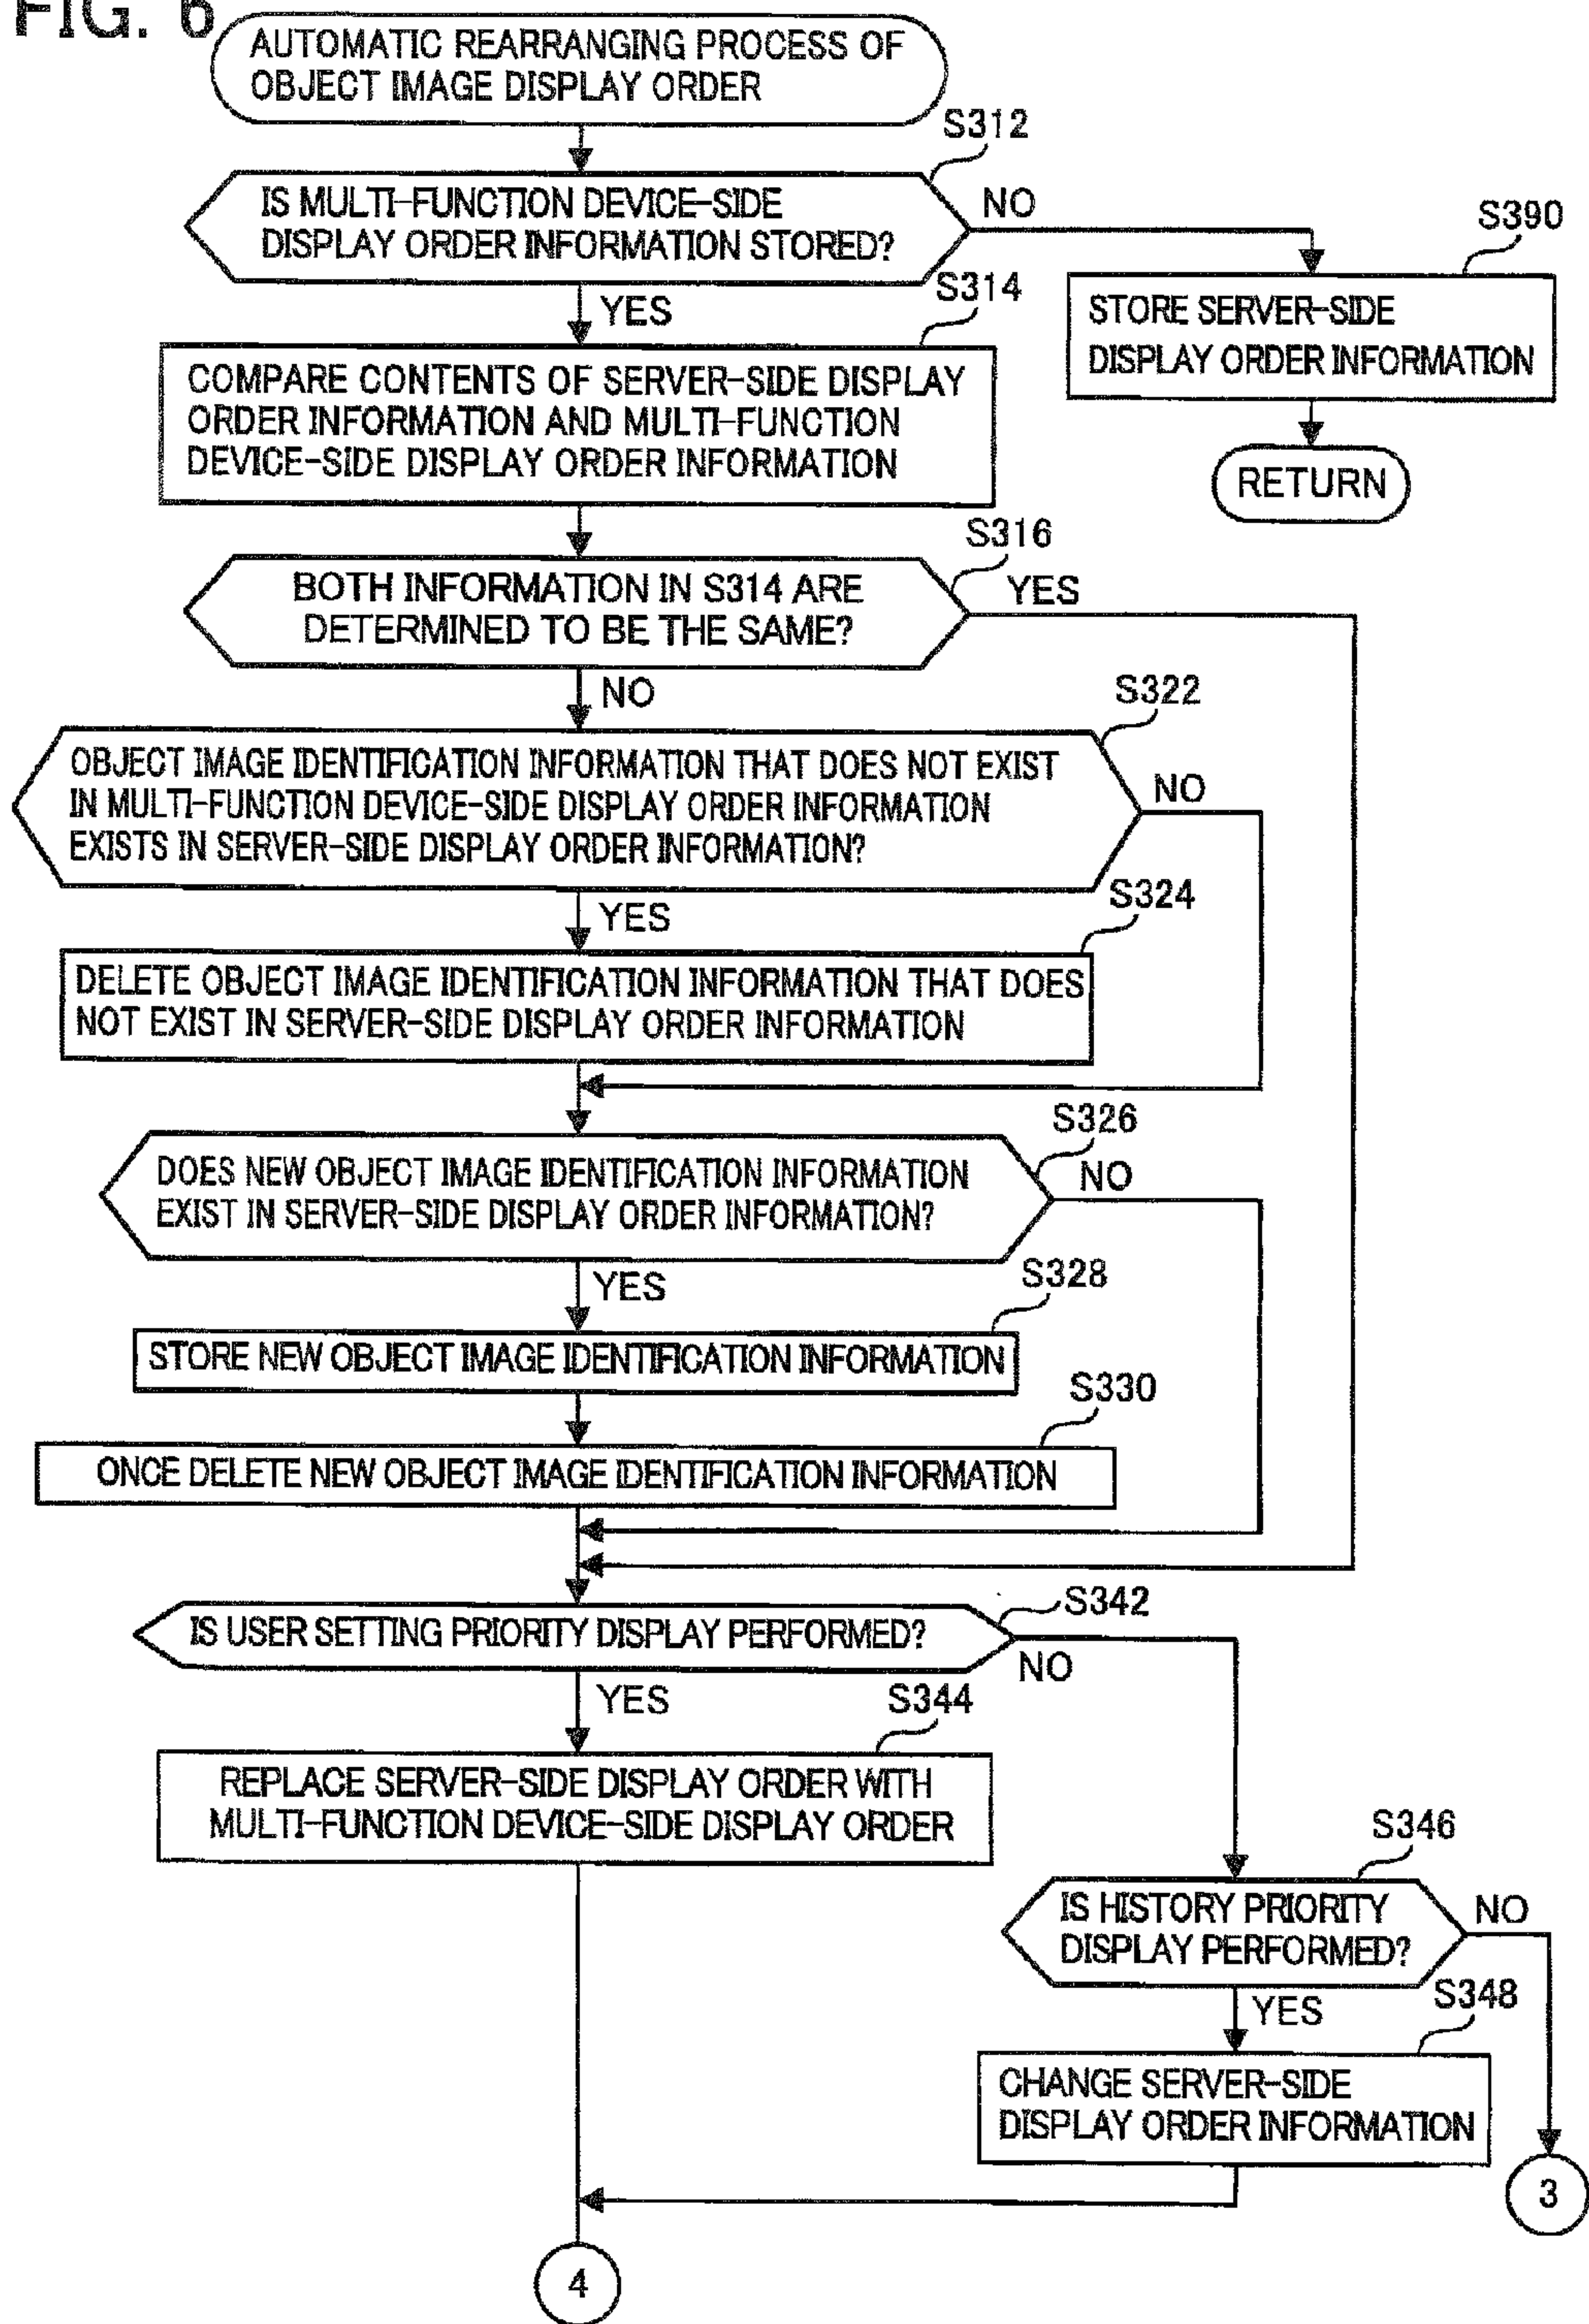 FIG. 6
AUTOMATIC REARRANGING PROCESS OF
OBJECT IMAGE DISPLAY ORDER
S312
IS MULTI-FUNCTION DEVICE-SIDE
DISPLAY ORDER INFORMATION STORED?
NO
S390
STORE SERVER-SIDE
DISPLAY ORDER INFORMATION
RETURN
YES
S314
COMPARE CONTENTS OF SERVER-SIDE DISPLAY
ORDER INFORMATION AND MULTI-FUNCTION
DEVICE-SIDE DISPLAY ORDER INFORMATION
S316
BOTH INFORMATION IN S314 ARE
DETERMINED TO BE THE SAME?
YES
NO
S322
OBJECT IMAGE IDENTIFICATION INFORMATION THAT DOES NOT EXIST
IN MULTI-FUNCTION DEVICE-SIDE DISPLAY ORDER INFORMATION
EXISTS IN SERVER-SIDE DISPLAY ORDER INFORMATION?
NO
YES
S324
DELETE OBJECT IMAGE IDENTIFICATION INFORMATION THAT DOES
NOT EXIST IN SERVER-SIDE DISPLAY ORDER INFORMATION
S326
DOES NEW OBJECT IMAGE IDENTIFICATION INFORMATION
EXIST IN SERVER-SIDE DISPLAY ORDER INFORMATION?
NO
YES
S328
STORE NEW OBJECT IMAGE IDENTIFICATION INFORMATION
S330
ONCE DELETE NEW OBJECT IMAGE IDENTIFICATION INFORMATION
S342
IS USER SETTING PRIORITY DISPLAY PERFORMED?
NO
YES
S344
REPLACE SERVER-SIDE DISPLAY ORDER WITH
MULTI-FUNCTION DEVICE-SIDE DISPLAY ORDER
S346
IS HISTORY PRIORITY
DISPLAY PERFORMED?
NO
YES
S348
CHANGE SERVER-SIDE
DISPLAY ORDER INFORMATION
3
4